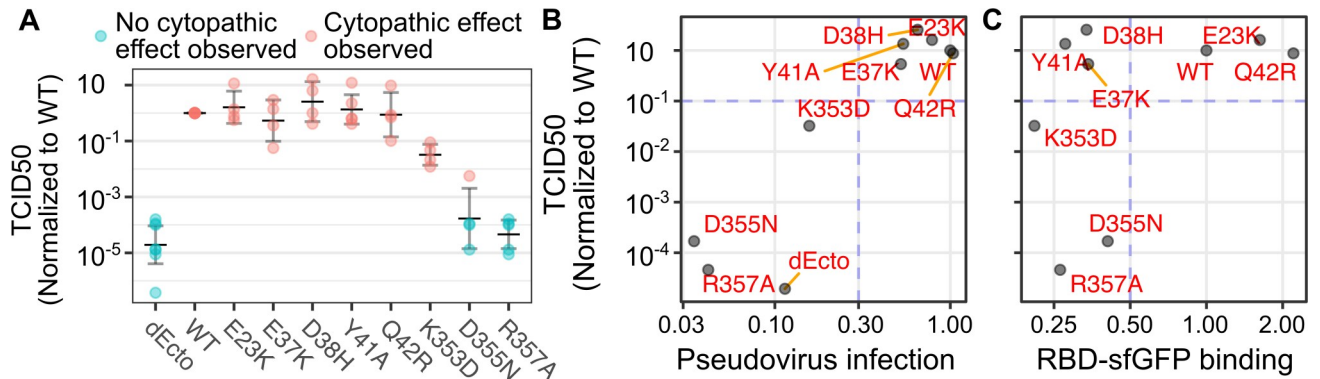 A
No cytopathic
effect observed
Cytopathic effect
observed
TCID50
(Normalized to WT)
10
10-1
10-3
10-5
dEcto
WT
E23K
E37K
D38H
Y41A
Q42R
K353D
D355N
R357A
B
TCID50
(Normalized to WT)
10
10-1
10-2
10-3
10-4
D38H
E23K
Y41A
E37K
WT
Q42R
K353D
D355N
R357A
dEcto
0.03
0.10
0.30
1.00
Pseudovirus infection
C
D38H
E23K
Y41A
WT
Q42R
E37K
K353D
D355N
R357A
0.25
0.50
1.00
2.00
RBD-sfGFP binding